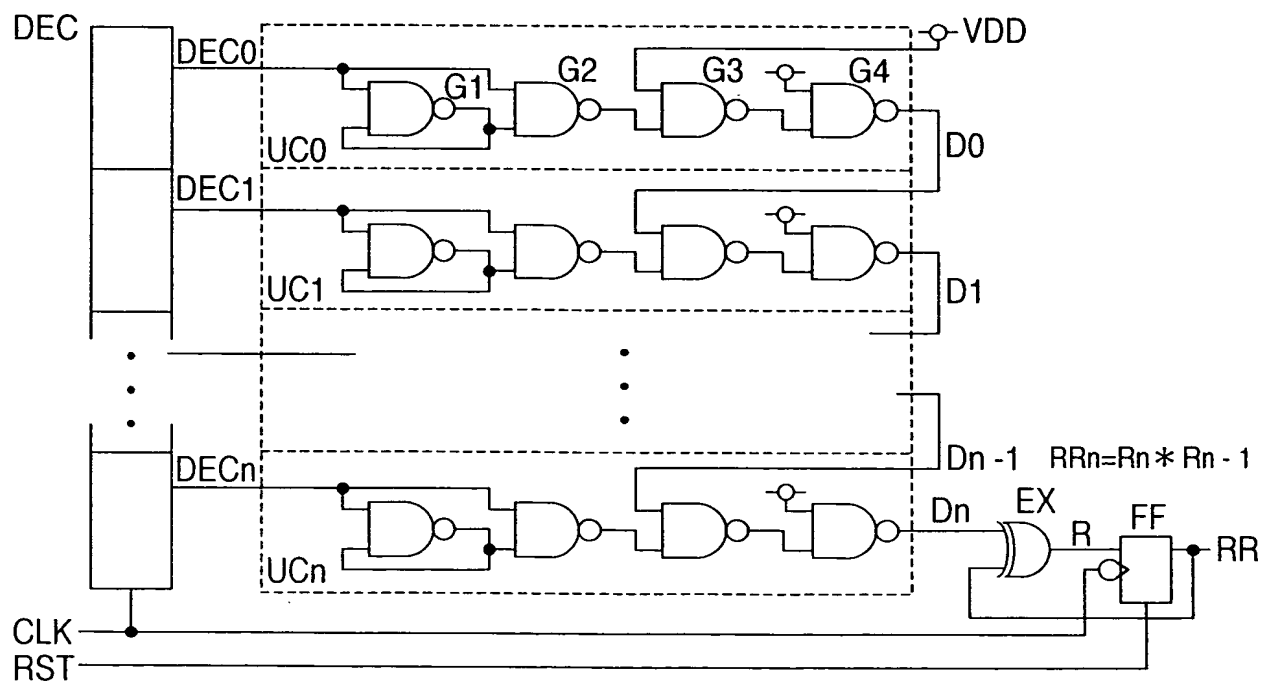 DEC
DEC0
VDD
G1
G2
G3
G4
UC0
D0
DEC1
UC1
D1
DECn
Dn -1
RRn=Rn＊Rn - 1
UCn
Dn
EX
R
FF
RR
CLK
RST